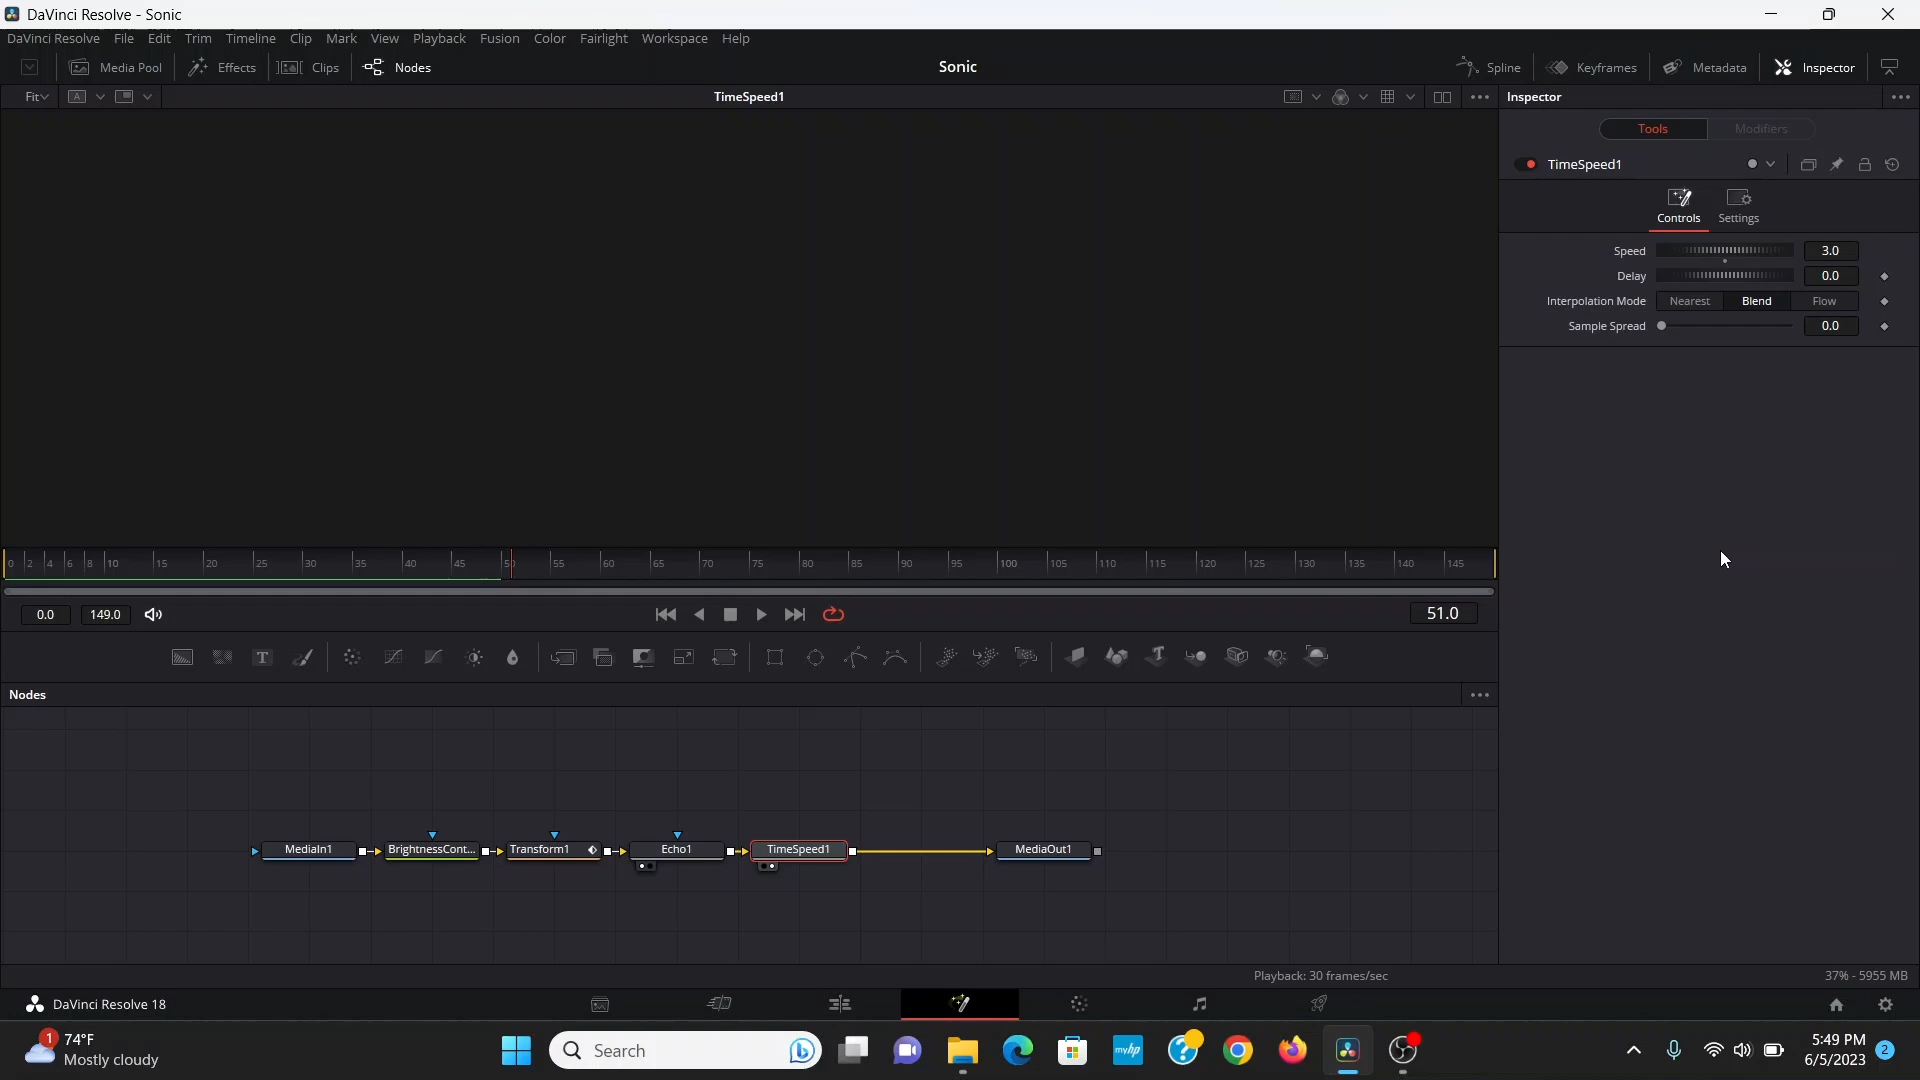 DaVinci Resolve - Sonic
DaVinci Resolve File Edit Trim Timeline Clip Mark View Playback Fusion Color Fairlight Workspace Help
Media Pool Effects Clips Nodes Sonic Spline Keyframes Metadata Inspector
Fit A TimeSpeed1 Inspector
Tools Modifiers
TimeSpeed1
Controls Settings
Speed 3.0
Delay 0.0
Interpolation Mode Nearest Blend Flow
Sample Spread 0.0
0 2 4 6 8 10 15 20 25 30 35 40 45 50 55 60 65 70 75 80 85 90 95 100 105 110 115 120 125 130 135 140 145
0.0 149.0 51.0
T
Nodes
MediaIn1 BrightnessCont... Transform1 Echo1 TimeSpeed1 MediaOut1
Playback: 30 frames/sec 37% - 5955 MB
DaVinci Resolve 18
1 74°F
Mostly cloudy
Search
myhp
5:49 PM
6/5/2023 2